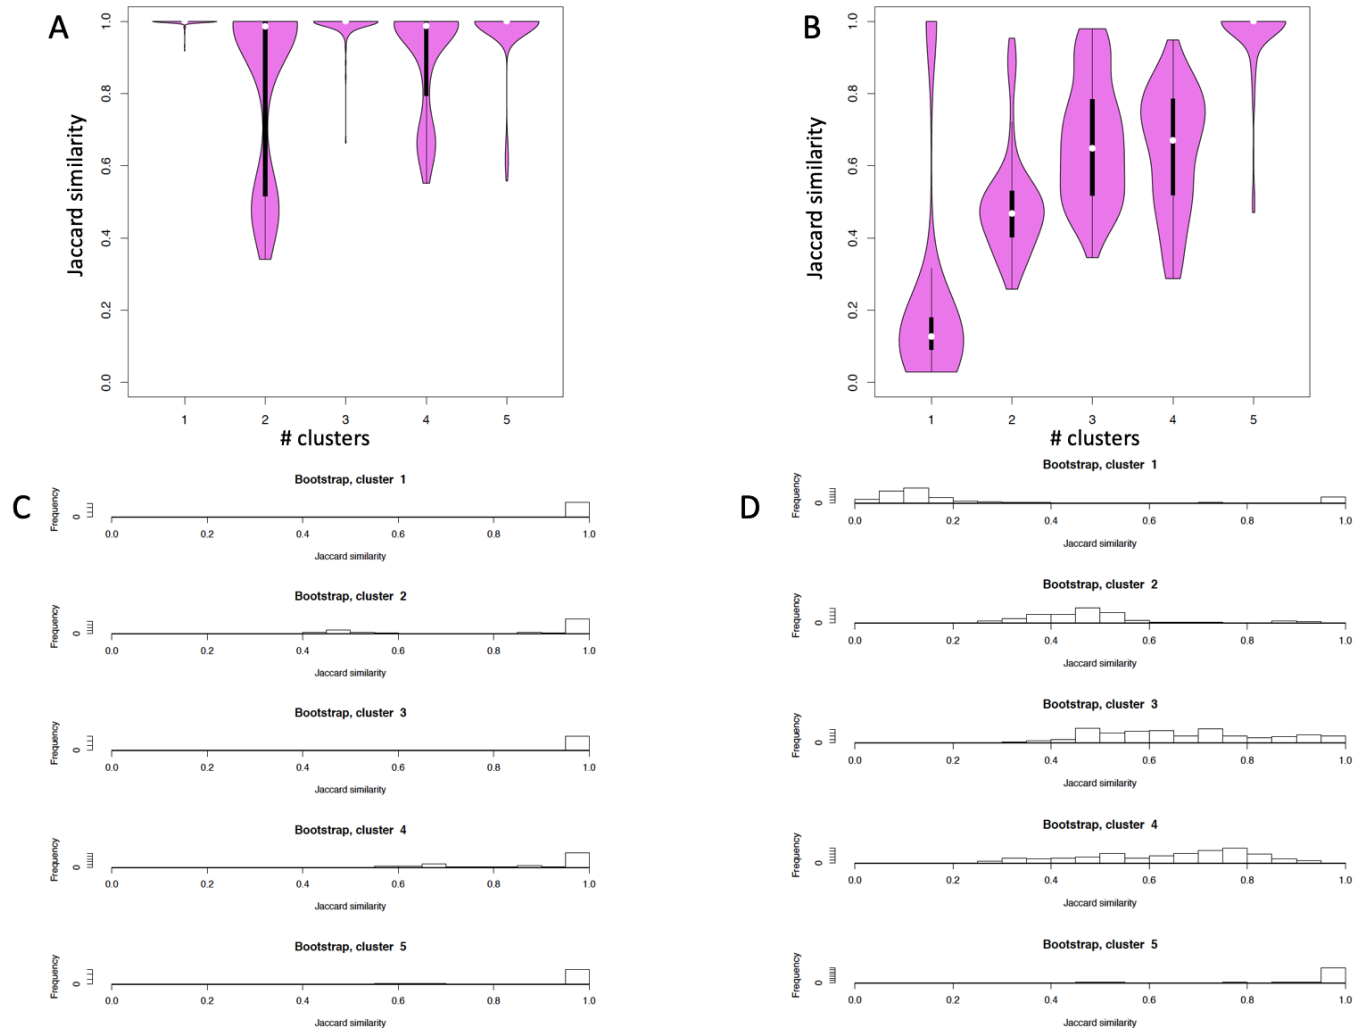 A
Jaccard similarity
1.0
0.8
0.6
0.4
0.2
0.0
1 2 3 4 5
# clusters
B
Jaccard similarity
1.0
0.8
0.6
0.4
0.2
0.0
1 2 3 4 5
# clusters
C
Bootstrap, cluster 1
Frequency
0
0.0 0.2 0.4 0.6 0.8 1.0
Jaccard similarity
Bootstrap, cluster 2
Frequency
0
0.0 0.2 0.4 0.6 0.8 1.0
Jaccard similarity
Bootstrap, cluster 3
Frequency
0
0.0 0.2 0.4 0.6 0.8 1.0
Jaccard similarity
Bootstrap, cluster 4
Frequency
0
0.0 0.2 0.4 0.6 0.8 1.0
Jaccard similarity
Bootstrap, cluster 5
Frequency
0
0.0 0.2 0.4 0.6 0.8 1.0
Jaccard similarity
D
Bootstrap, cluster 1
Frequency
0
0.0 0.2 0.4 0.6 0.8 1.0
Jaccard similarity
Bootstrap, cluster 2
Frequency
0
0.0 0.2 0.4 0.6 0.8 1.0
Jaccard similarity
Bootstrap, cluster 3
Frequency
0
0.0 0.2 0.4 0.6 0.8 1.0
Jaccard similarity
Bootstrap, cluster 4
Frequency
0
0.0 0.2 0.4 0.6 0.8 1.0
Jaccard similarity
Bootstrap, cluster 5
Frequency
0
0.0 0.2 0.4 0.6 0.8 1.0
Jaccard similarity